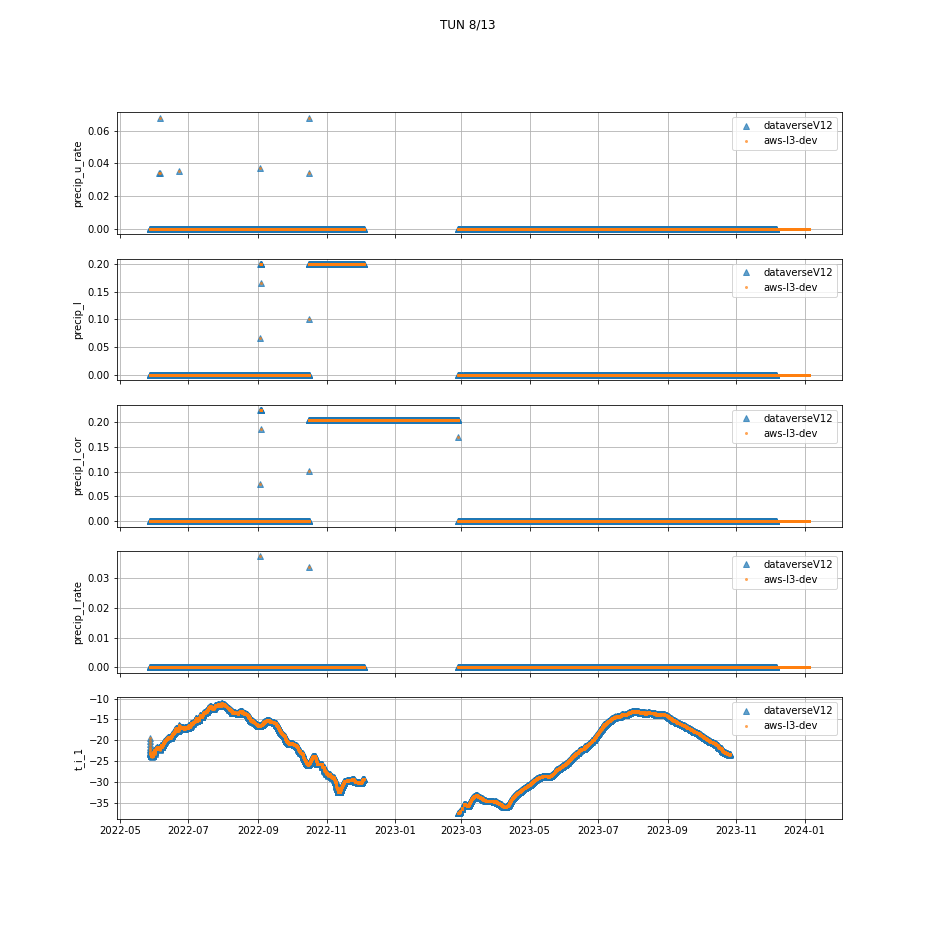 TUN 8/13
precip_u_rate
0.06
0.04
0.02
0.00
dataverseV12
aws-l3-dev
precip_l
0.20
0.15
0.10
0.05
0.00
dataverseV12
aws-l3-dev
precip_l_cor
0.20
0.15
0.10
0.05
0.00
dataverseV12
aws-l3-dev
precip_l_rate
0.03
0.02
0.01
0.00
dataverseV12
aws-l3-dev
t_i_1
−10
−15
−20
−25
−30
−35
dataverseV12
aws-l3-dev
2022-05 2022-07 2022-09 2022-11 2023-01 2023-03 2023-05 2023-07 2023-09 2023-11 2024-01